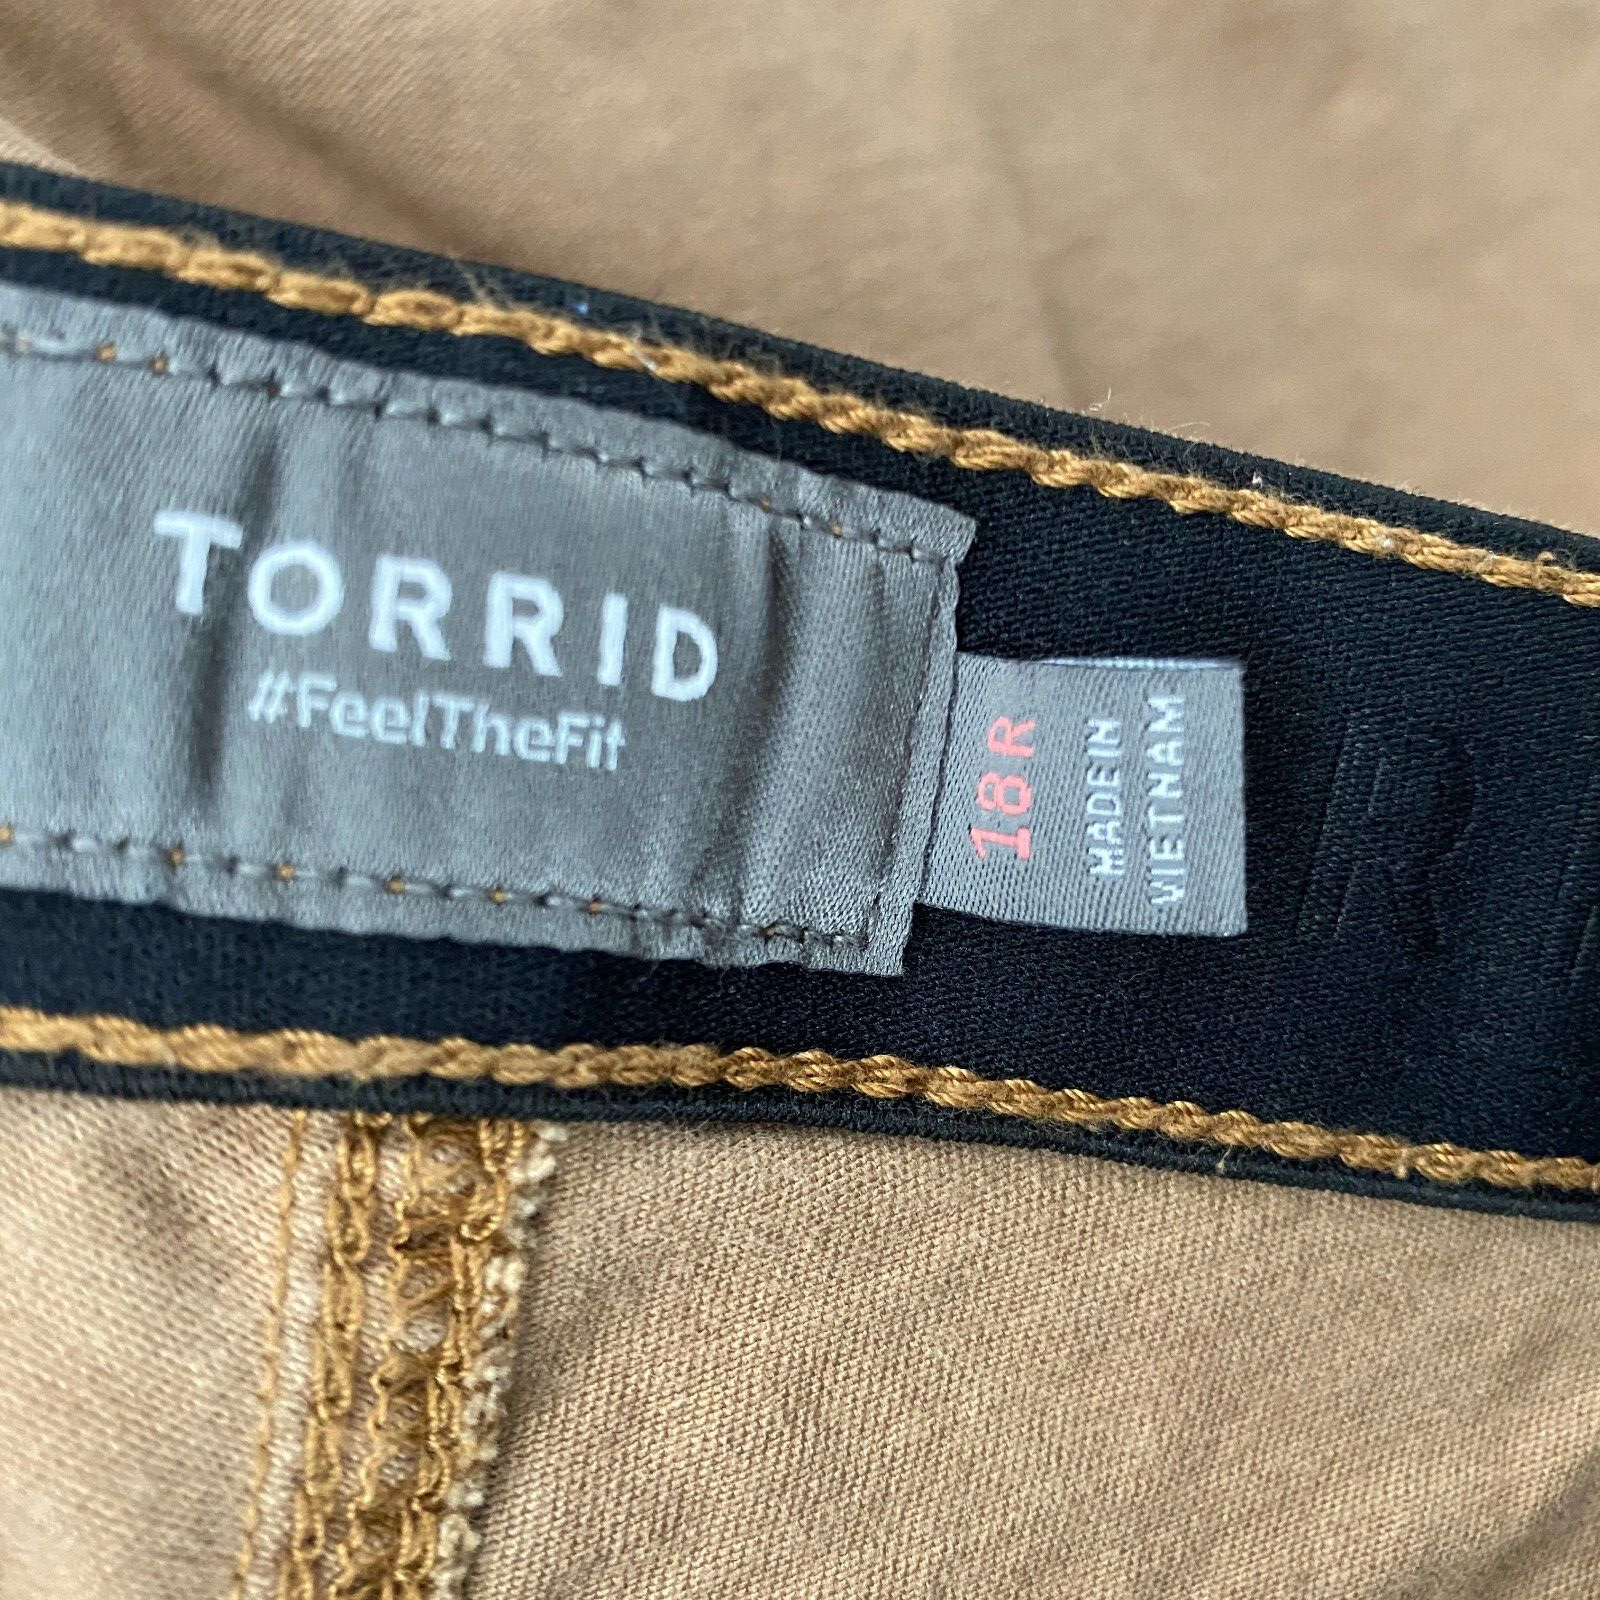 TORRID
#FeelTheFit
18R
MADE IN
VIETNAM